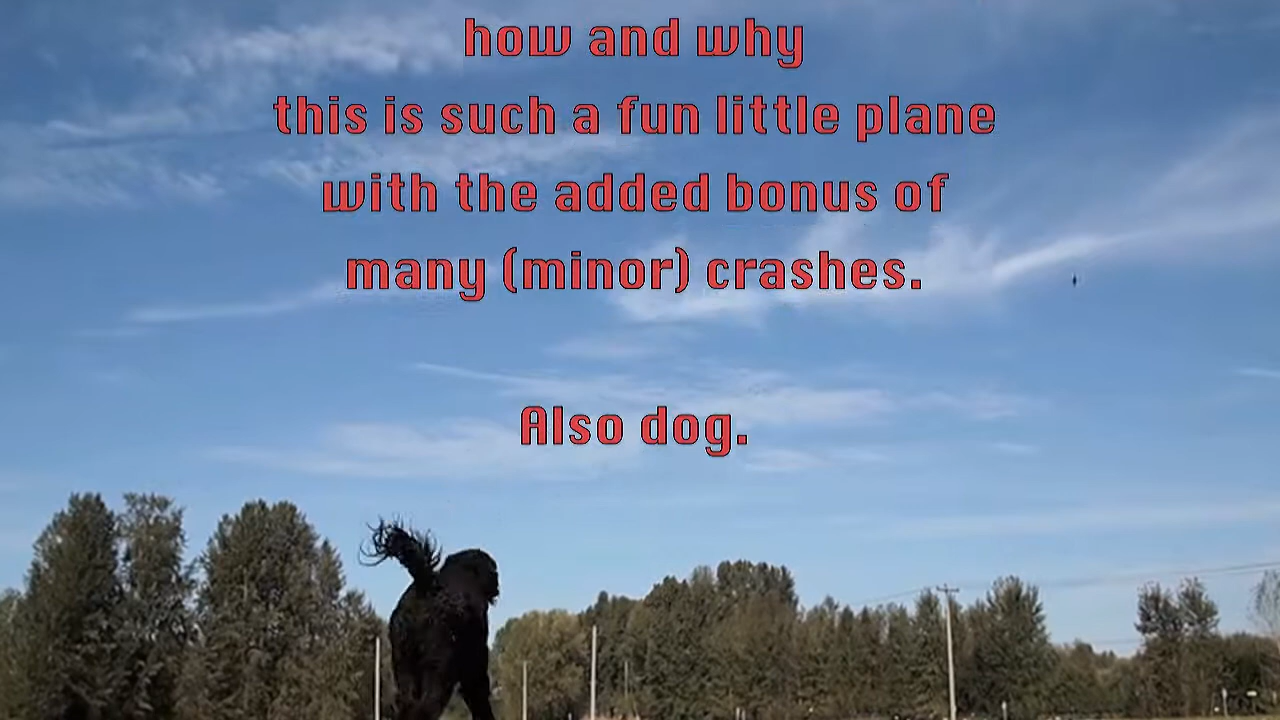 how and why
this is such a fun little plane
with the added bonus of
many (minor) crashes.
Also dog.